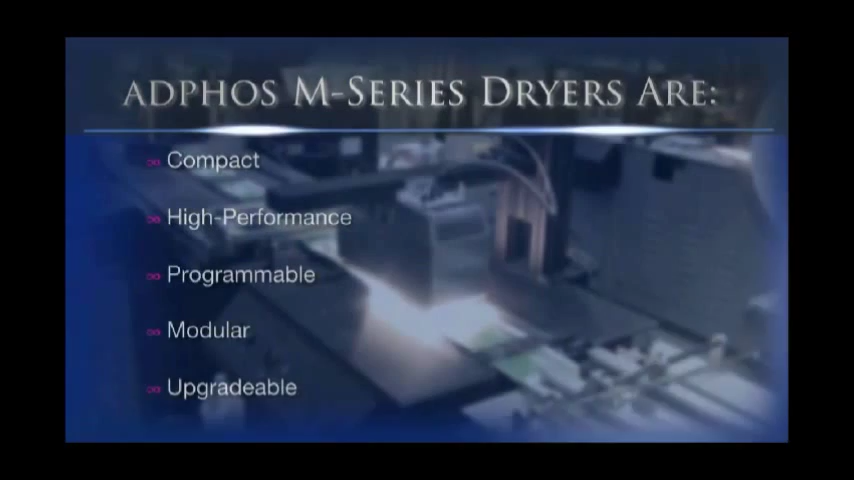 ADPHOS M-SERIES DRYERS ARE:
Compact
High-Performance
Programmable
Modular
Upgradeable